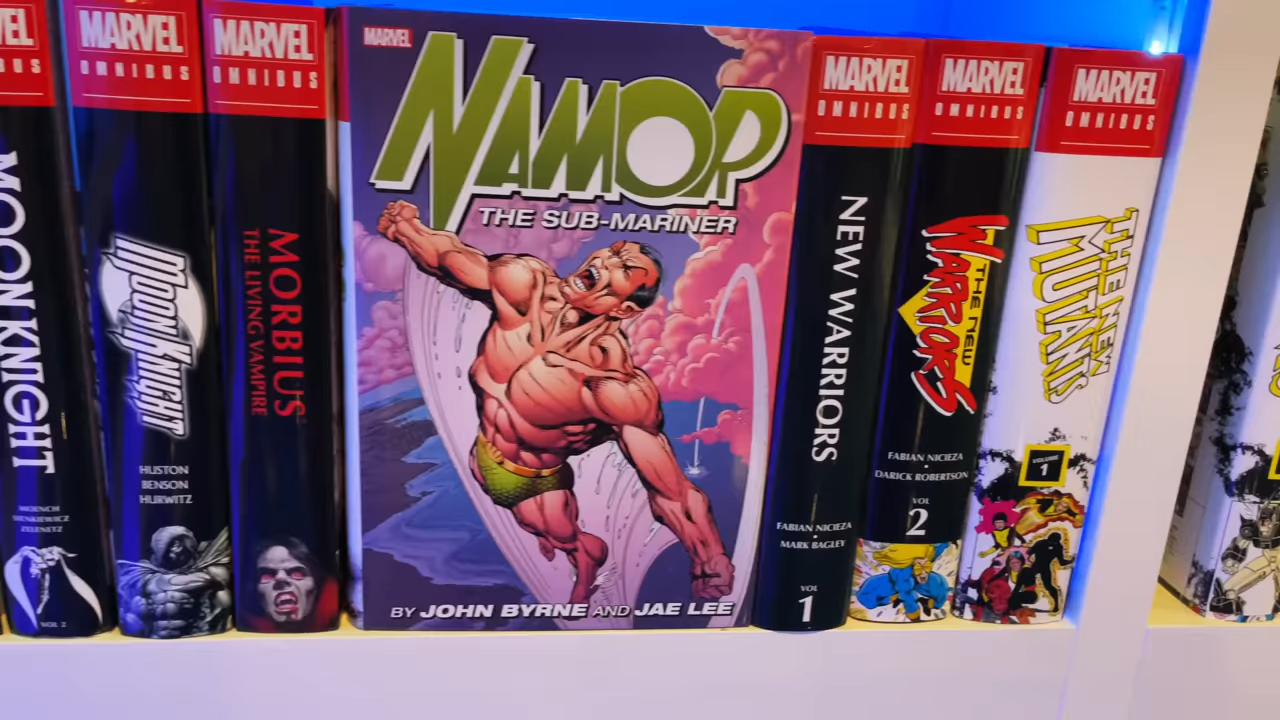 VEL
BUS
MOON KNIGHT
MOENCH
SIENKIEWICZ
ZELENETZ
VOL 2
MARVEL
OMNIBUS
MOON KNIGHT
HUSTON
BENSON
HURWITZ
MARVEL
OMNIBUS
MORBIUS
THE LIVING VAMPIRE
MARVEL
NAMOR
THE SUB-MARINER
BY JOHN BYRNE AND JAE LEE
MARVEL
OMNIBUS
NEW WARRIORS
FABIAN NICIEZA
MARK BAGLEY
VOL
1
MARVEL
OMNIBUS
THE NEW
WARRIORS
FABIAN NICIEZA
DARICK ROBERTSON
VOL
2
MARVEL
OMNIBUS
THE NEW
MUTANTS
VOLUME
1